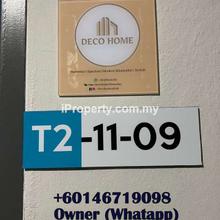 DECO HOME
iProperty.com.my
T2-11-09
+60146719098
Owner (Whatapp)